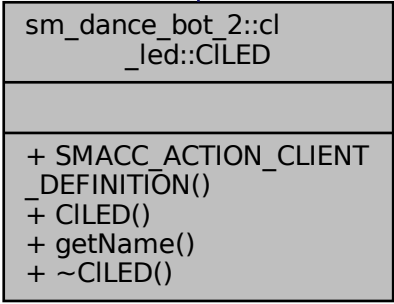 sm_dance_bot_2::cl
_led::ClLED
+ SMACC_ACTION_CLIENT
_DEFINITION()
+ ClLED()
+ getName()
+ ~ClLED()